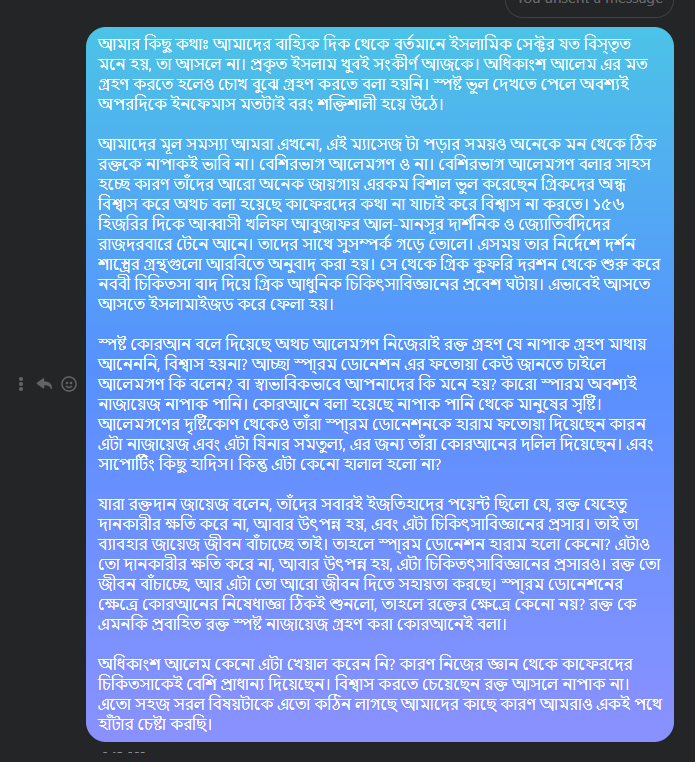 You unsent a message
আমার কিছু কথাঃ আমাদের বাহ্যিক দিক থেকে বর্তমানে ইসলামিক সেক্টর যত বিস্তৃত
মনে হয়, তা আসলে না। প্রকৃত ইসলাম খুবই সংকীর্ণ আজকে। অধিকাংশ আলেম এর মত
গ্রহণ করতে হলেও চোখ বুঝে গ্রহণ করতে বলা হয়নি। স্পষ্ট ভুল দেখতে পেলে অবশ্যই
অপরদিকে ইনফেমাস মতটাই বরং শক্তিশালী হয়ে উঠে।
আমাদের মূল সমস্যা আমরা এখনো, এই ম্যাসেজ টা পড়ার সময়ও অনেকে মন থেকে ঠিক
রক্তকে নাপাকই ভাবি না। বেশিরভাগ আলেমগণ ও না। বেশিরভাগ আলেমগণ বলার সাহস
হচ্ছে কারণ তাঁদের আরো অনেক জায়গায় এরকম বিশাল ভুল করেছেন গ্রিকদের অন্ধ
বিশ্বাস করে অথচ বলা হয়েছে কাফেরদের কথা না যাচাই করে বিশ্বাস না করতে। ১৫৬
হিজরির দিকে আব্বাসী খলিফা আবুজাফর আল-মানসূর দার্শনিক ও জ্যোতির্বিদদের
রাজদরবারে টেনে আনে। তাদের সাথে সুসম্পর্ক গড়ে তোলে। এসময় তার নির্দেশে দর্শন
শাস্ত্রের গ্রন্থগুলো আরবিতে অনুবাদ করা হয়। সে থেকে গ্রিক কুফরি দরশন থেকে শুরু করে
নববী চিকিতসা বাদ দিয়ে গ্রিক আধুনিক চিকিৎসাবিজ্ঞানের প্রবেশ ঘটায়। এভাবেই আসতে
আসতে ইসলামাইজড করে ফেলা হয়।
স্পষ্ট কোরআন বলে দিয়েছে অথচ আলেমগণ নিজেরাই রক্ত গ্রহণ যে নাপাক গ্রহণ মাথায়
আনেননি, বিশ্বাস হয়না? আচ্ছা স্পা্রম ডোনেশন এর ফতোয়া কেউ জানতে চাইলে
আলেমগণ কি বলেন? বা স্বাভাবিকভাবে আপনাদের কি মনে হয়? কারো স্পারম অবশ্যই
নাজায়েজ নাপাক পানি। কোরআনে বলা হয়েছে নাপাক পানি থেকে মানুষের সৃষ্টি।
আলেমগণের দৃষ্টিকোণ থেকেও তাঁরা স্পা্রম ডোনেশনকে হারাম ফতোয়া দিয়েছেন কারন
এটা নাজায়েজ এবং এটা যিনার সমতুল্য, এর জন্য তাঁরা কোরআনের দলিল দিয়েছেন। এবং
সাপোর্টিং কিছু হাদিস। কিন্তু এটা কেনো হালাল হলো না?
যারা রক্তদান জায়েজ বলেন, তাঁদের সবারই ইজতিহাদের পয়েন্ট ছিলো যে, রক্ত যেহেতু
দানকারীর ক্ষতি করে না, আবার উৎপন্ন হয়, এবং এটা চিকিৎসাবিজ্ঞানের প্রসার। তাই তা
ব্যাবহার জায়েজ জীবন বাঁচাচ্ছে তাই। তাহলে স্পা্রম ডোনেশন হারাম হলো কেনো? এটাও
তো দানকারীর ক্ষতি করে না, আবার উৎপন্ন হয়, এটা চিকিতৎসাবিজ্ঞানের প্রসারও। রক্ত তো
জীবন বাঁচাচ্ছে, আর এটা তো আরো জীবন দিতে সহায়তা করছে। স্পা্রম ডোনেশনের
ক্ষেত্রে কোরআনের নিষেধাজ্ঞা ঠিকই শুনলো, তাহলে রক্তের ক্ষেত্রে কেনো নয়? রক্ত কে
এমনকি প্রবাহিত রক্ত স্পষ্ট নাজায়েজ গ্রহণ করা কোরআনেই বলা।
অধিকাংশ আলেম কেনো এটা খেয়াল করেন নি? কারণ নিজের জ্ঞান থেকে কাফেরদের
চিকিতসাকেই বেশি প্রাধান্য দিয়েছেন। বিশ্বাস করতে চেয়েছেন রক্ত আসলে নাপাক না।
এতো সহজ সরল বিষয়টাকে এতো কঠিন লাগছে আমাদের কাছে কারণ আমরাও একই পথে
হাঁটার চেষ্টা করছি।